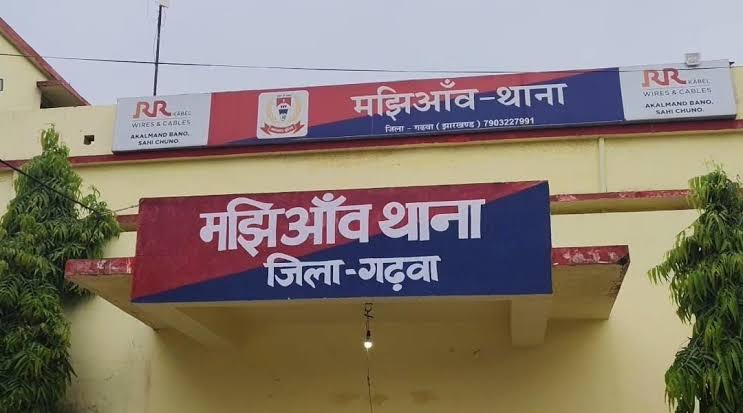 RR KABEL
WIRES & CABLES
AKALMAND BANO,
SAHI CHUNO.
मझिआँव-थाना
जिला - गढ़वा ( झारखण्ड ) 7903227991
RR KABEL
WIRES & CABLES
AKALMAND BANO,
SAHI CHUNO.
मझिआँव थाना
जिला-गढ़वा